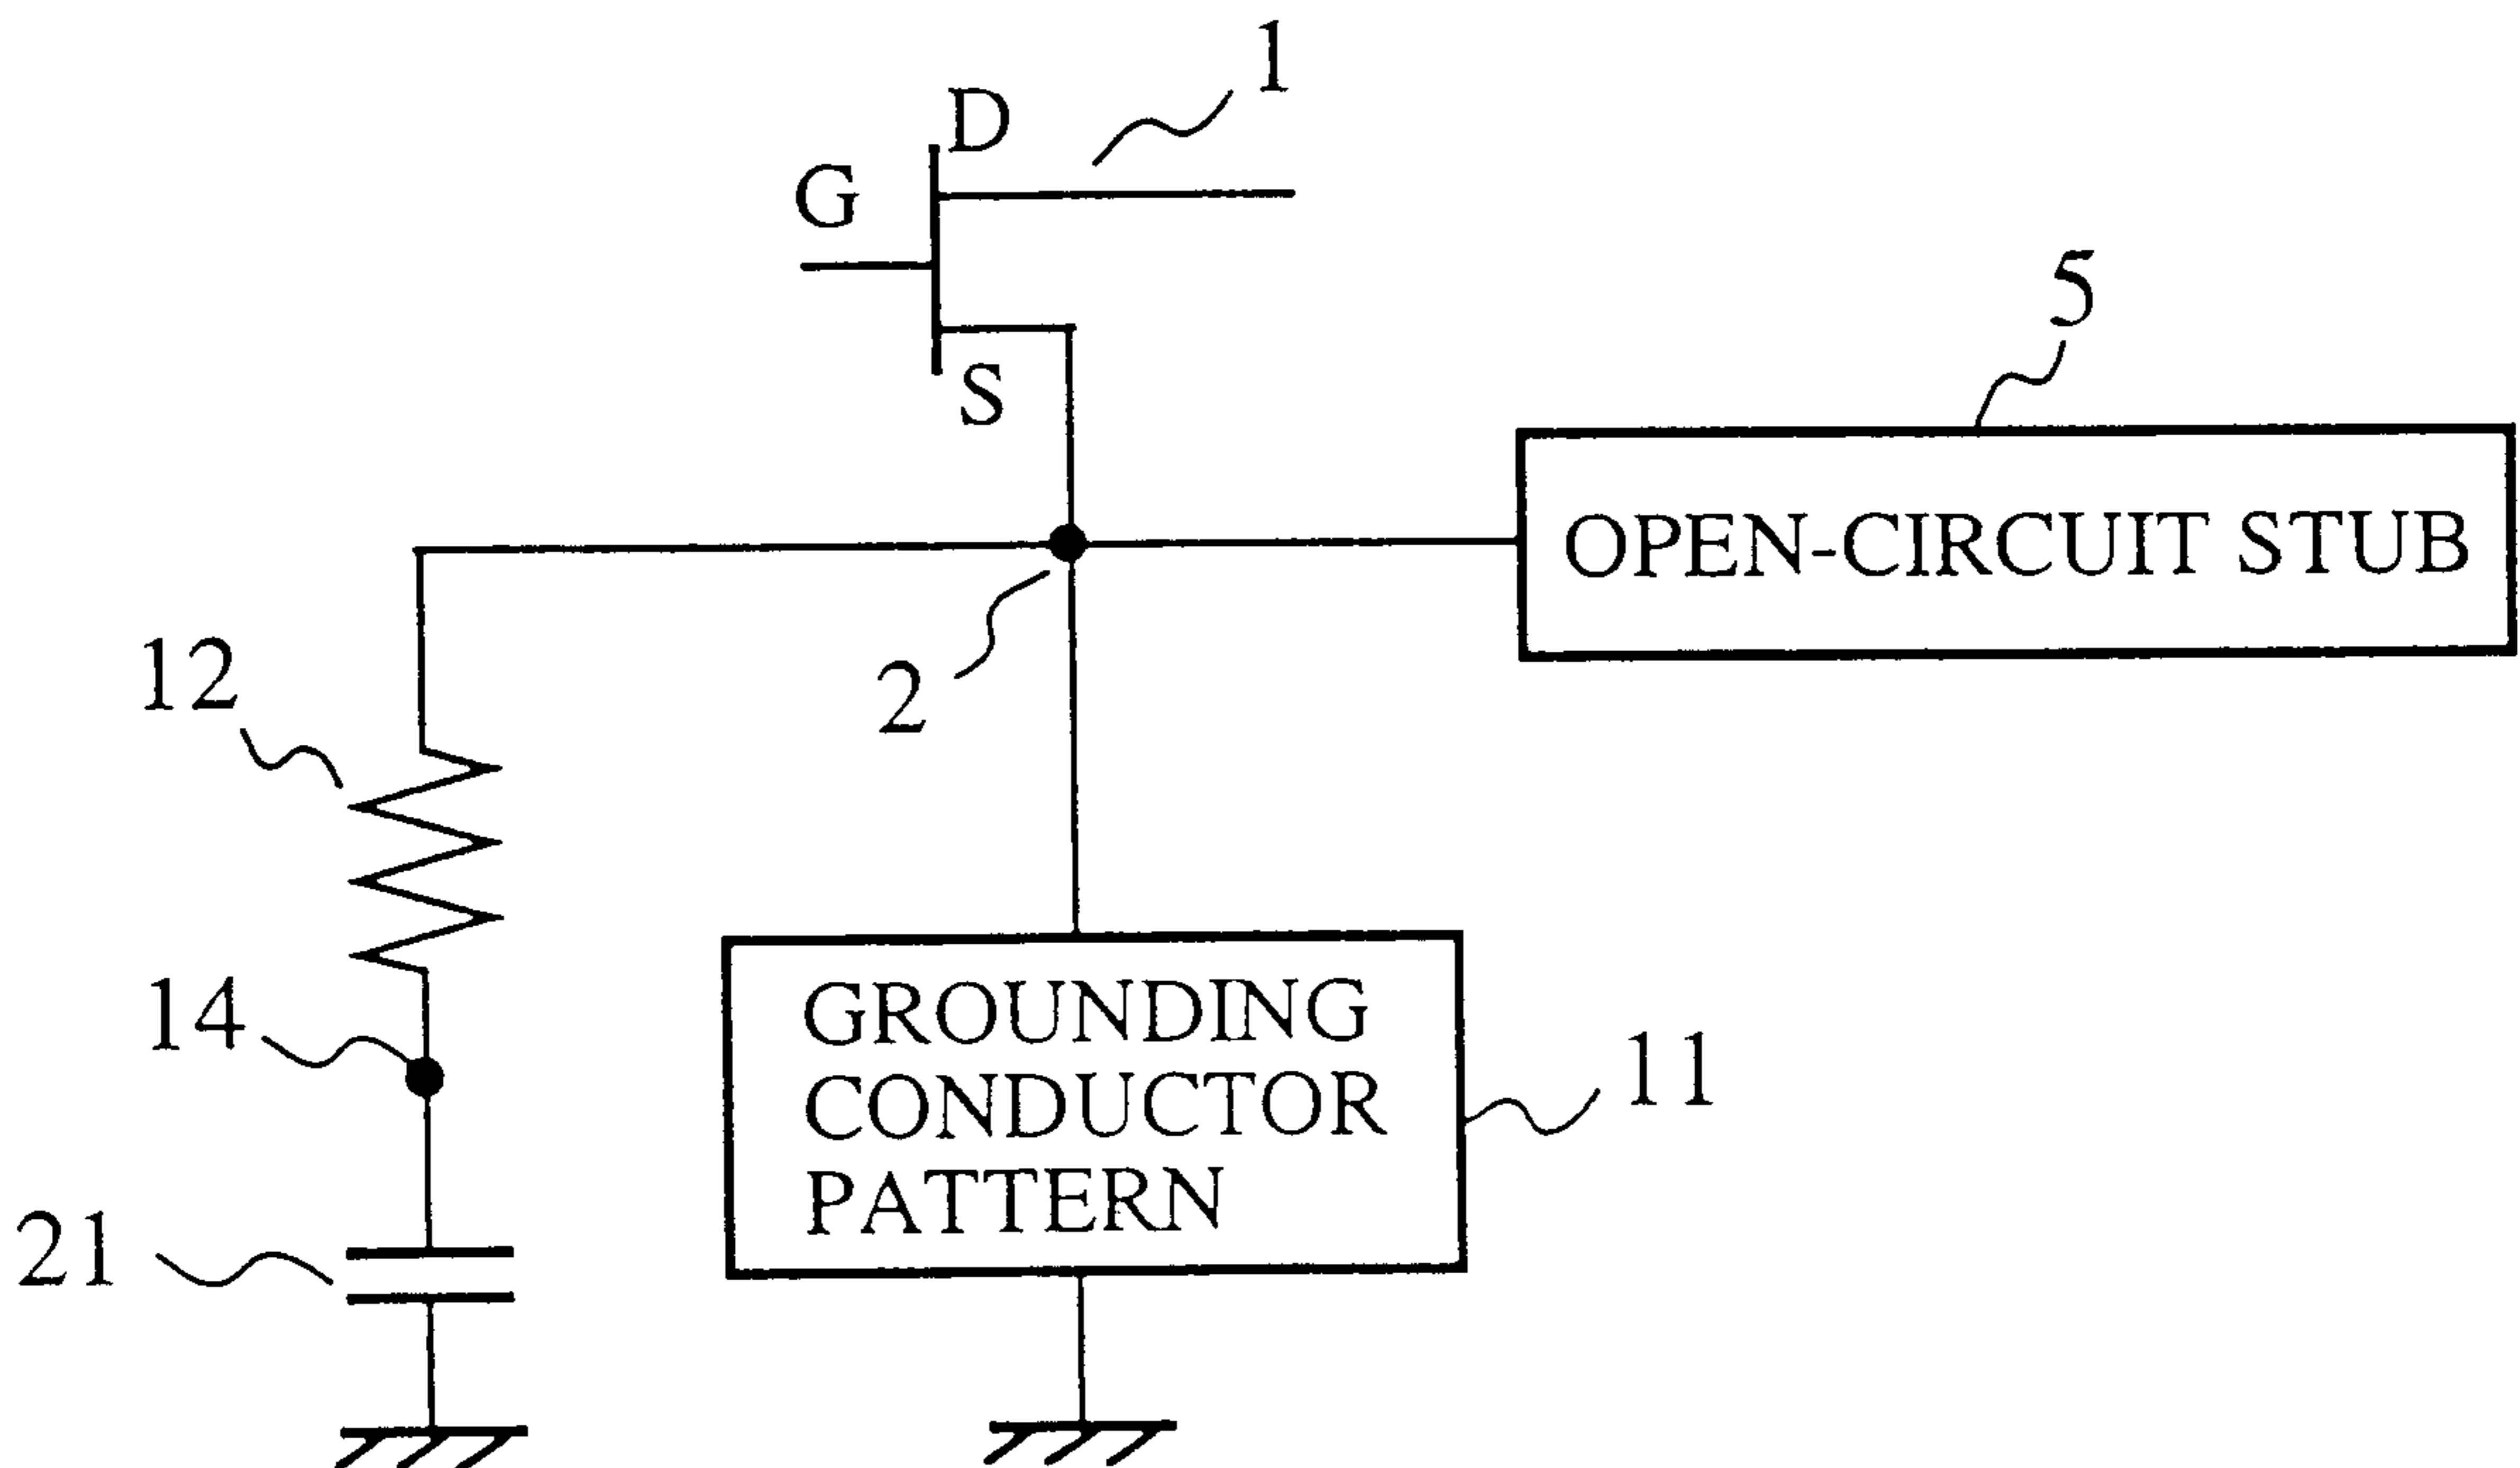 1
D
G
5
S
OPEN-CIRCUIT STUB
12
2
14
GROUNDING
CONDUCTOR
PATTERN
11
21